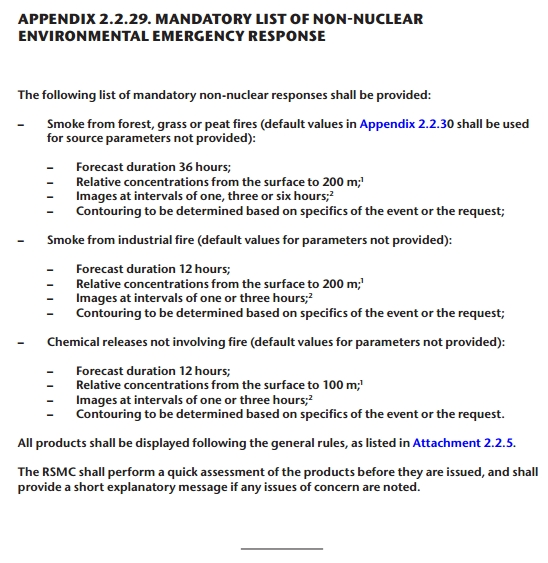 APPENDIX 2.2.29. MANDATORY LIST OF NON-NUCLEAR
ENVIRONMENTAL EMERGENCY RESPONSE
The following list of mandatory non-nuclear responses shall be provided:
– Smoke from forest, grass or peat fires (default values in Appendix 2.2.30 shall be used
for source parameters not provided):
– Forecast duration 36 hours;
– Relative concentrations from the surface to 200 m;¹
– Images at intervals of one, three or six hours;²
– Contouring to be determined based on specifics of the event or the request;
– Smoke from industrial fire (default values for parameters not provided):
– Forecast duration 12 hours;
– Relative concentrations from the surface to 200 m;¹
– Images at intervals of one or three hours;²
– Contouring to be determined based on specifics of the event or the request;
– Chemical releases not involving fire (default values for parameters not provided):
– Forecast duration 12 hours;
– Relative concentrations from the surface to 100 m;¹
– Images at intervals of one or three hours;²
– Contouring to be determined based on specifics of the event or the request.
All products shall be displayed following the general rules, as listed in Attachment 2.2.5.
The RSMC shall perform a quick assessment of the products before they are issued, and shall
provide a short explanatory message if any issues of concern are noted.